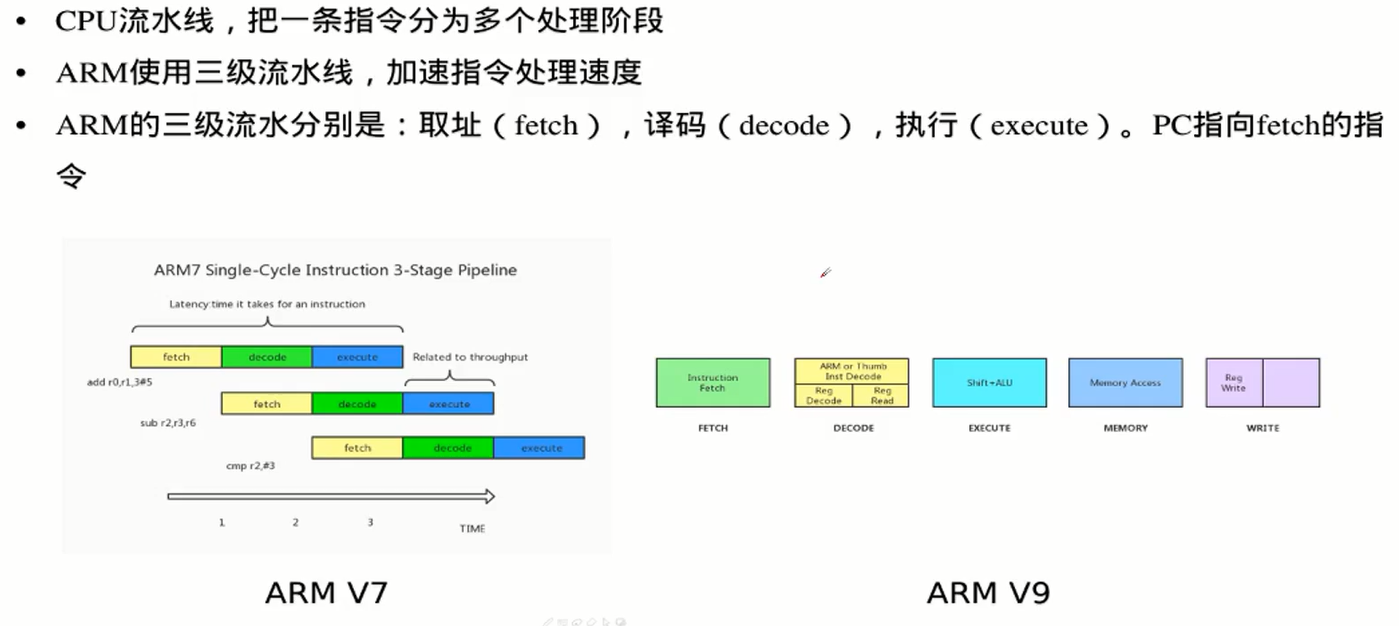 • CPU流水线，把一条指令分为多个处理阶段
• ARM使用三级流水线，加速指令处理速度
• ARM的三级流水分别是：取址（fetch），译码（decode），执行（execute）。PC指向fetch的指
令
ARM7 Single-Cycle Instruction 3-Stage Pipeline
Latency:time it takes for an instruction
fetch decode execute
Related to throughput
add r0,r1,3#5
fetch decode execute
sub r2,r3,r6
fetch decode execute
cmp r2,#3
1 2 3 TIME
ARM V7
Instruction
Fetch
FETCH
ARM or Thumb
Inst Decode
Reg
Decode
Reg
Read
DECODE
Shift+ALU
EXECUTE
Memory Access
MEMORY
Reg
Write
WRITE
ARM V9